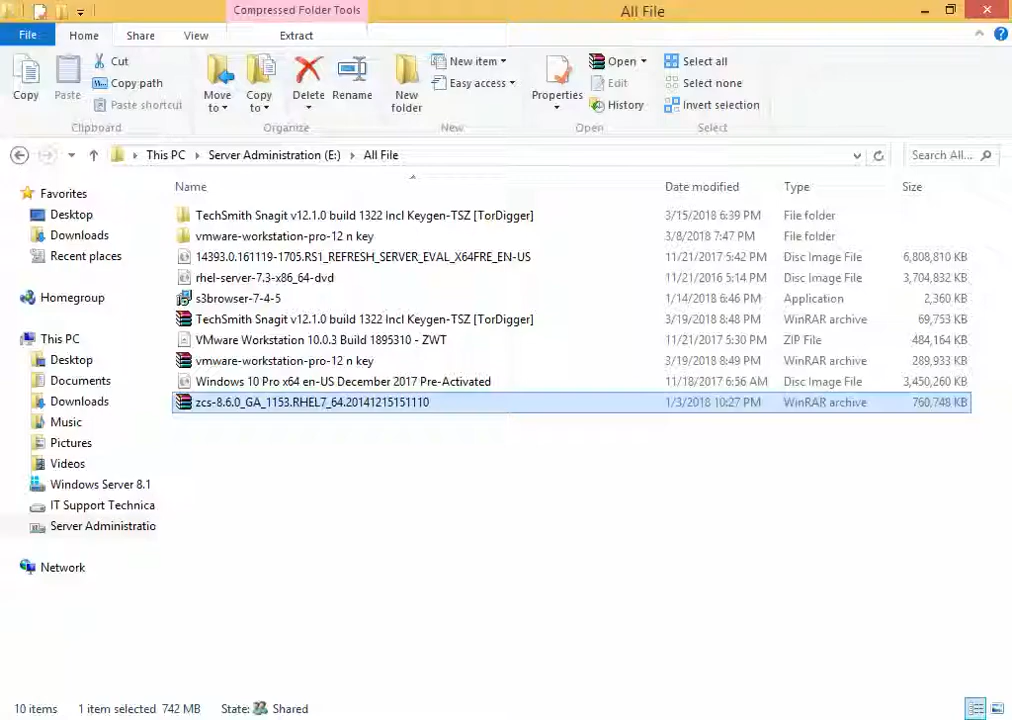 Compressed Folder Tools
All File
File Home Share View Extract
Copy
Paste
Cut
Copy path
Paste shortcut
Clipboard
Move to
Copy to
Delete
Rename
Organize
New folder
New item
Easy access
New
Properties
Open
Edit
History
Open
Select all
Select none
Invert selection
Select
This PC Server Administration (E:) All File
Search All...
Favorites
Desktop
Downloads
Recent places
Homegroup
This PC
Desktop
Documents
Downloads
Music
Pictures
Videos
Windows Server 8.1
IT Support Technica
Server Administratio
Network
Name Date modified Type Size
TechSmith Snagit v12.1.0 build 1322 Incl Keygen-TSZ [TorDigger] 3/15/2018 6:39 PM File folder
vmware-workstation-pro-12 n key 3/8/2018 7:47 PM File folder
14393.0.161119-1705.RS1_REFRESH_SERVER_EVAL_X64FRE_EN-US 11/21/2017 5:42 PM Disc Image File 6,808,810 KB
rhel-server-7.3-x86_64-dvd 11/21/2016 5:14 PM Disc Image File 3,704,832 KB
s3browser-7-4-5 1/14/2018 6:46 PM Application 2,360 KB
TechSmith Snagit v12.1.0 build 1322 Incl Keygen-TSZ [TorDigger] 3/19/2018 8:48 PM WinRAR archive 69,753 KB
VMware Workstation 10.0.3 Build 1895310 - ZWT 11/21/2017 5:30 PM ZIP File 484,164 KB
vmware-workstation-pro-12 n key 3/19/2018 8:49 PM WinRAR archive 289,933 KB
Windows 10 Pro x64 en-US December 2017 Pre-Activated 11/18/2017 6:56 AM Disc Image File 3,450,260 KB
zcs-8.6.0_GA_1153.RHEL7_64.20141215151110 1/3/2018 10:27 PM WinRAR archive 760,748 KB
10 items 1 item selected 742 MB State: Shared